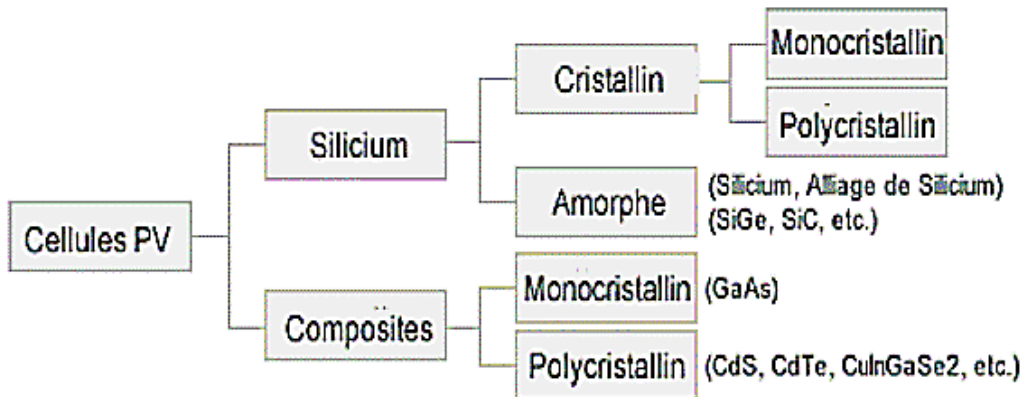 Monocristallin
Cristallin
Polycristallin
Silicium
Amorphe
(Silicium, Alliage de Silicium)
(SiGe, SiC, etc.)
Cellules PV
Monocristallin (GaAs)
Composites
Polycristallin (CdS, CdTe, CuInGaSe2, etc.)